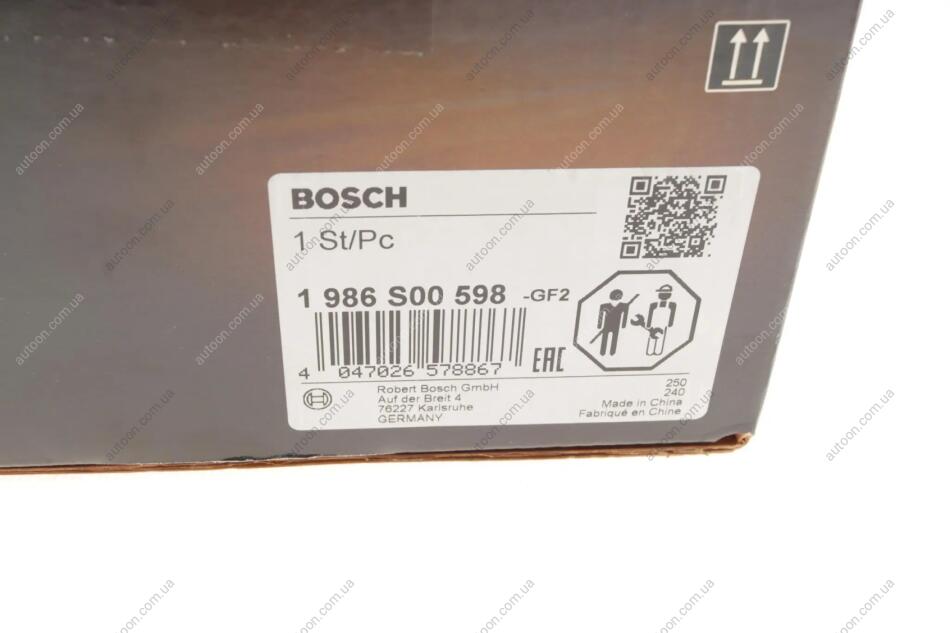 BOSCH
1 St/Pc
1 986 S00 598 -GF2
4 047026 578867
EAC
Robert Bosch GmbH
Auf der Breit 4
76227 Karlsruhe
GERMANY
250
240
Made in China
Fabriqué en Chine
autoon.com.ua